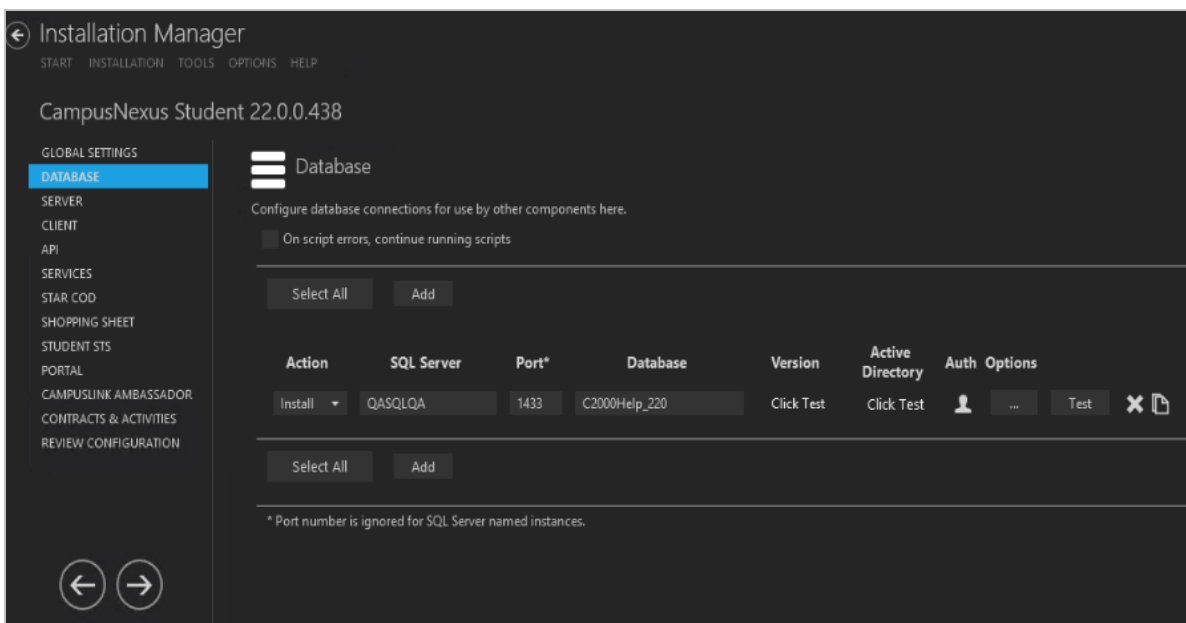 Installation Manager
START INSTALLATION TOOLS OPTIONS HELP
CampusNexus Student 22.0.0.438
GLOBAL SETTINGS
DATABASE
SERVER
CLIENT
API
SERVICES
STAR COD
SHOPPING SHEET
STUDENT STS
PORTAL
CAMPUSLINK AMBASSADOR
CONTRACTS & ACTIVITIES
REVIEW CONFIGURATION
Database
Configure database connections for use by other components here.
On script errors, continue running scripts
Select All Add
Action SQL Server Port* Database Version Active Directory Auth Options
Install QASQLQA 1433 C2000Help_220 Click Test Click Test ... Test
Select All Add
* Port number is ignored for SQL Server named instances.